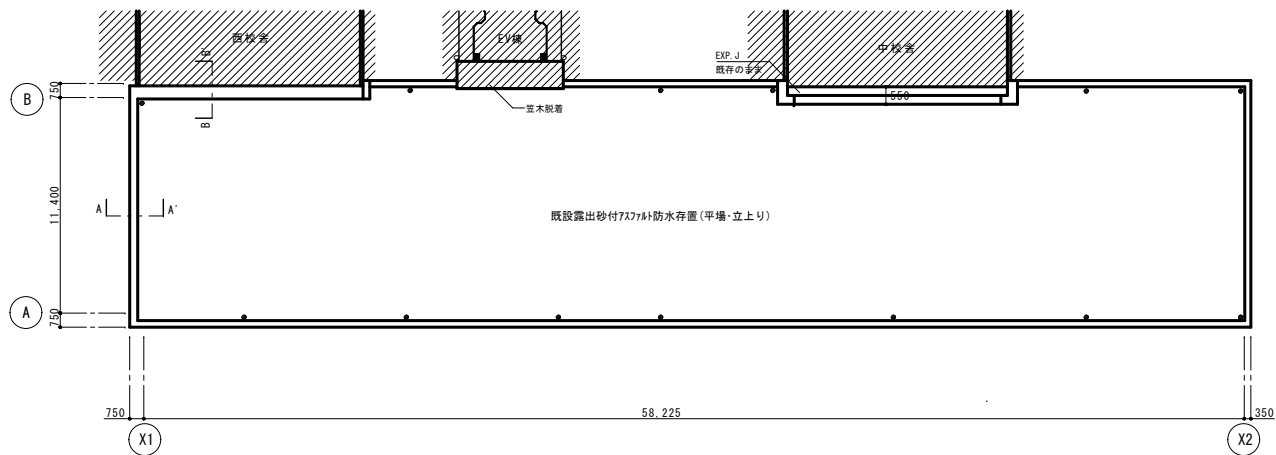 西校舎
EV棟
中校舎
B'
EXP.J
既存のまま
B
750
550
笠木脱着
B
A
A'
既設露出砂付ｱｽﾌｧﾙﾄ防水存置(平場・立上り)
11,400
A
750
750
58,225
350
X1
X2